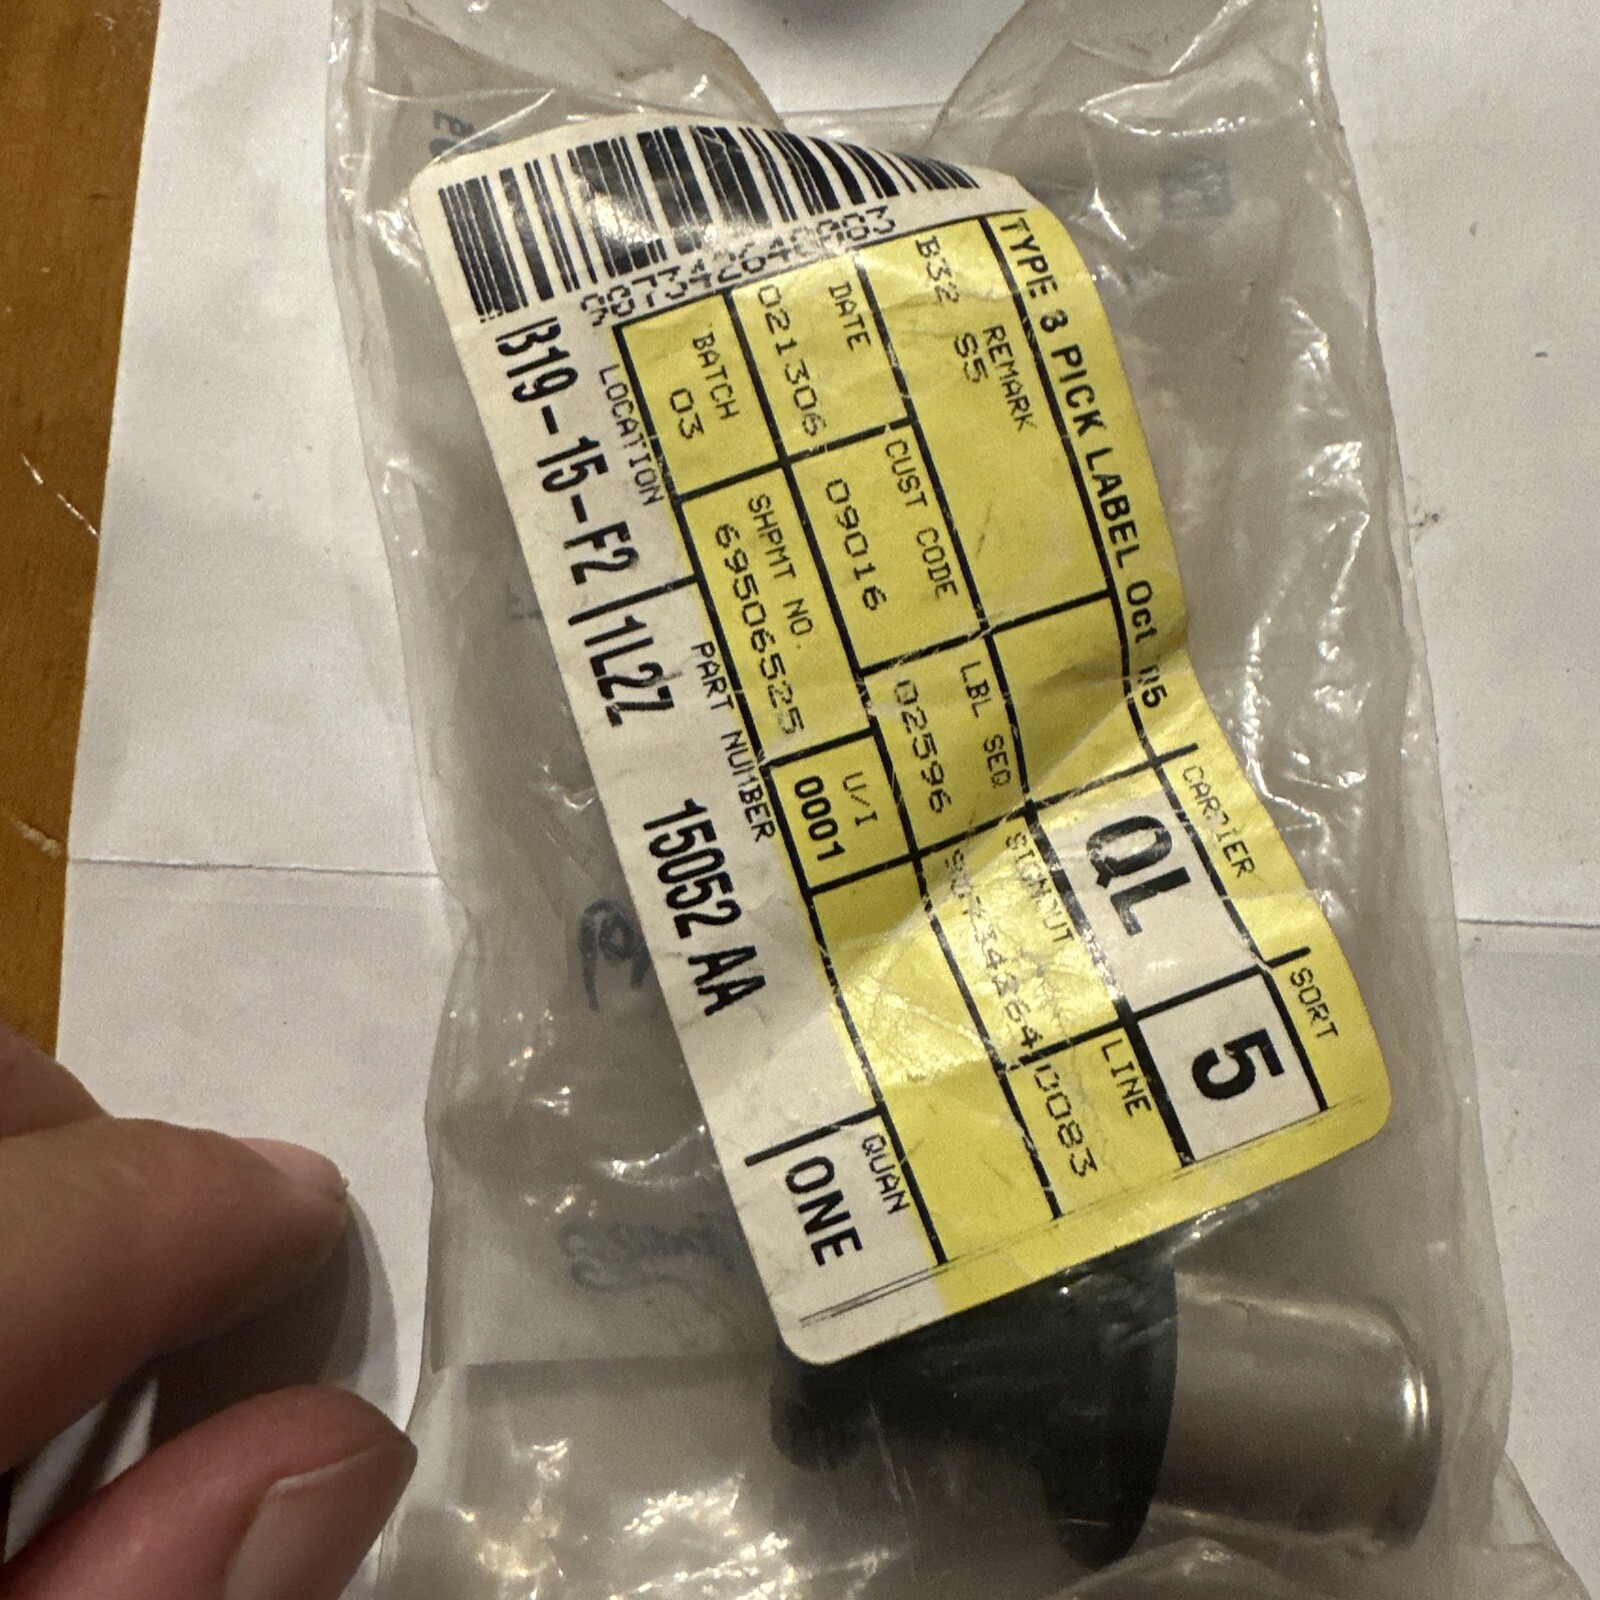 TYPE 3 PICK LABEL Oct 05
CARRIER
SORT
REMARK
B32 S5
QL
5
DATE
CUST CODE
LBL SEQ
SIGNOUT
LINE
021306
09016
02596
0083
BATCH
SHPMT NO.
U/I
03
69506525
0001
LOCATION
PART NUMBER
QUAN
B19-15-F2
1L2Z 15052 AA
ONE